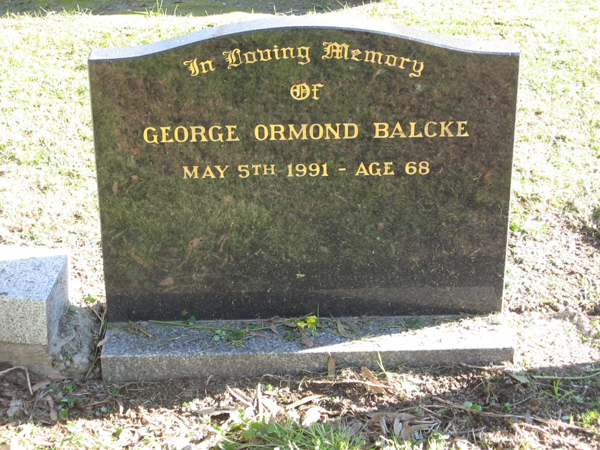 In Loving Memory
Of
GEORGE ORMOND BALCKE
MAY 5TH 1991 - AGE 68